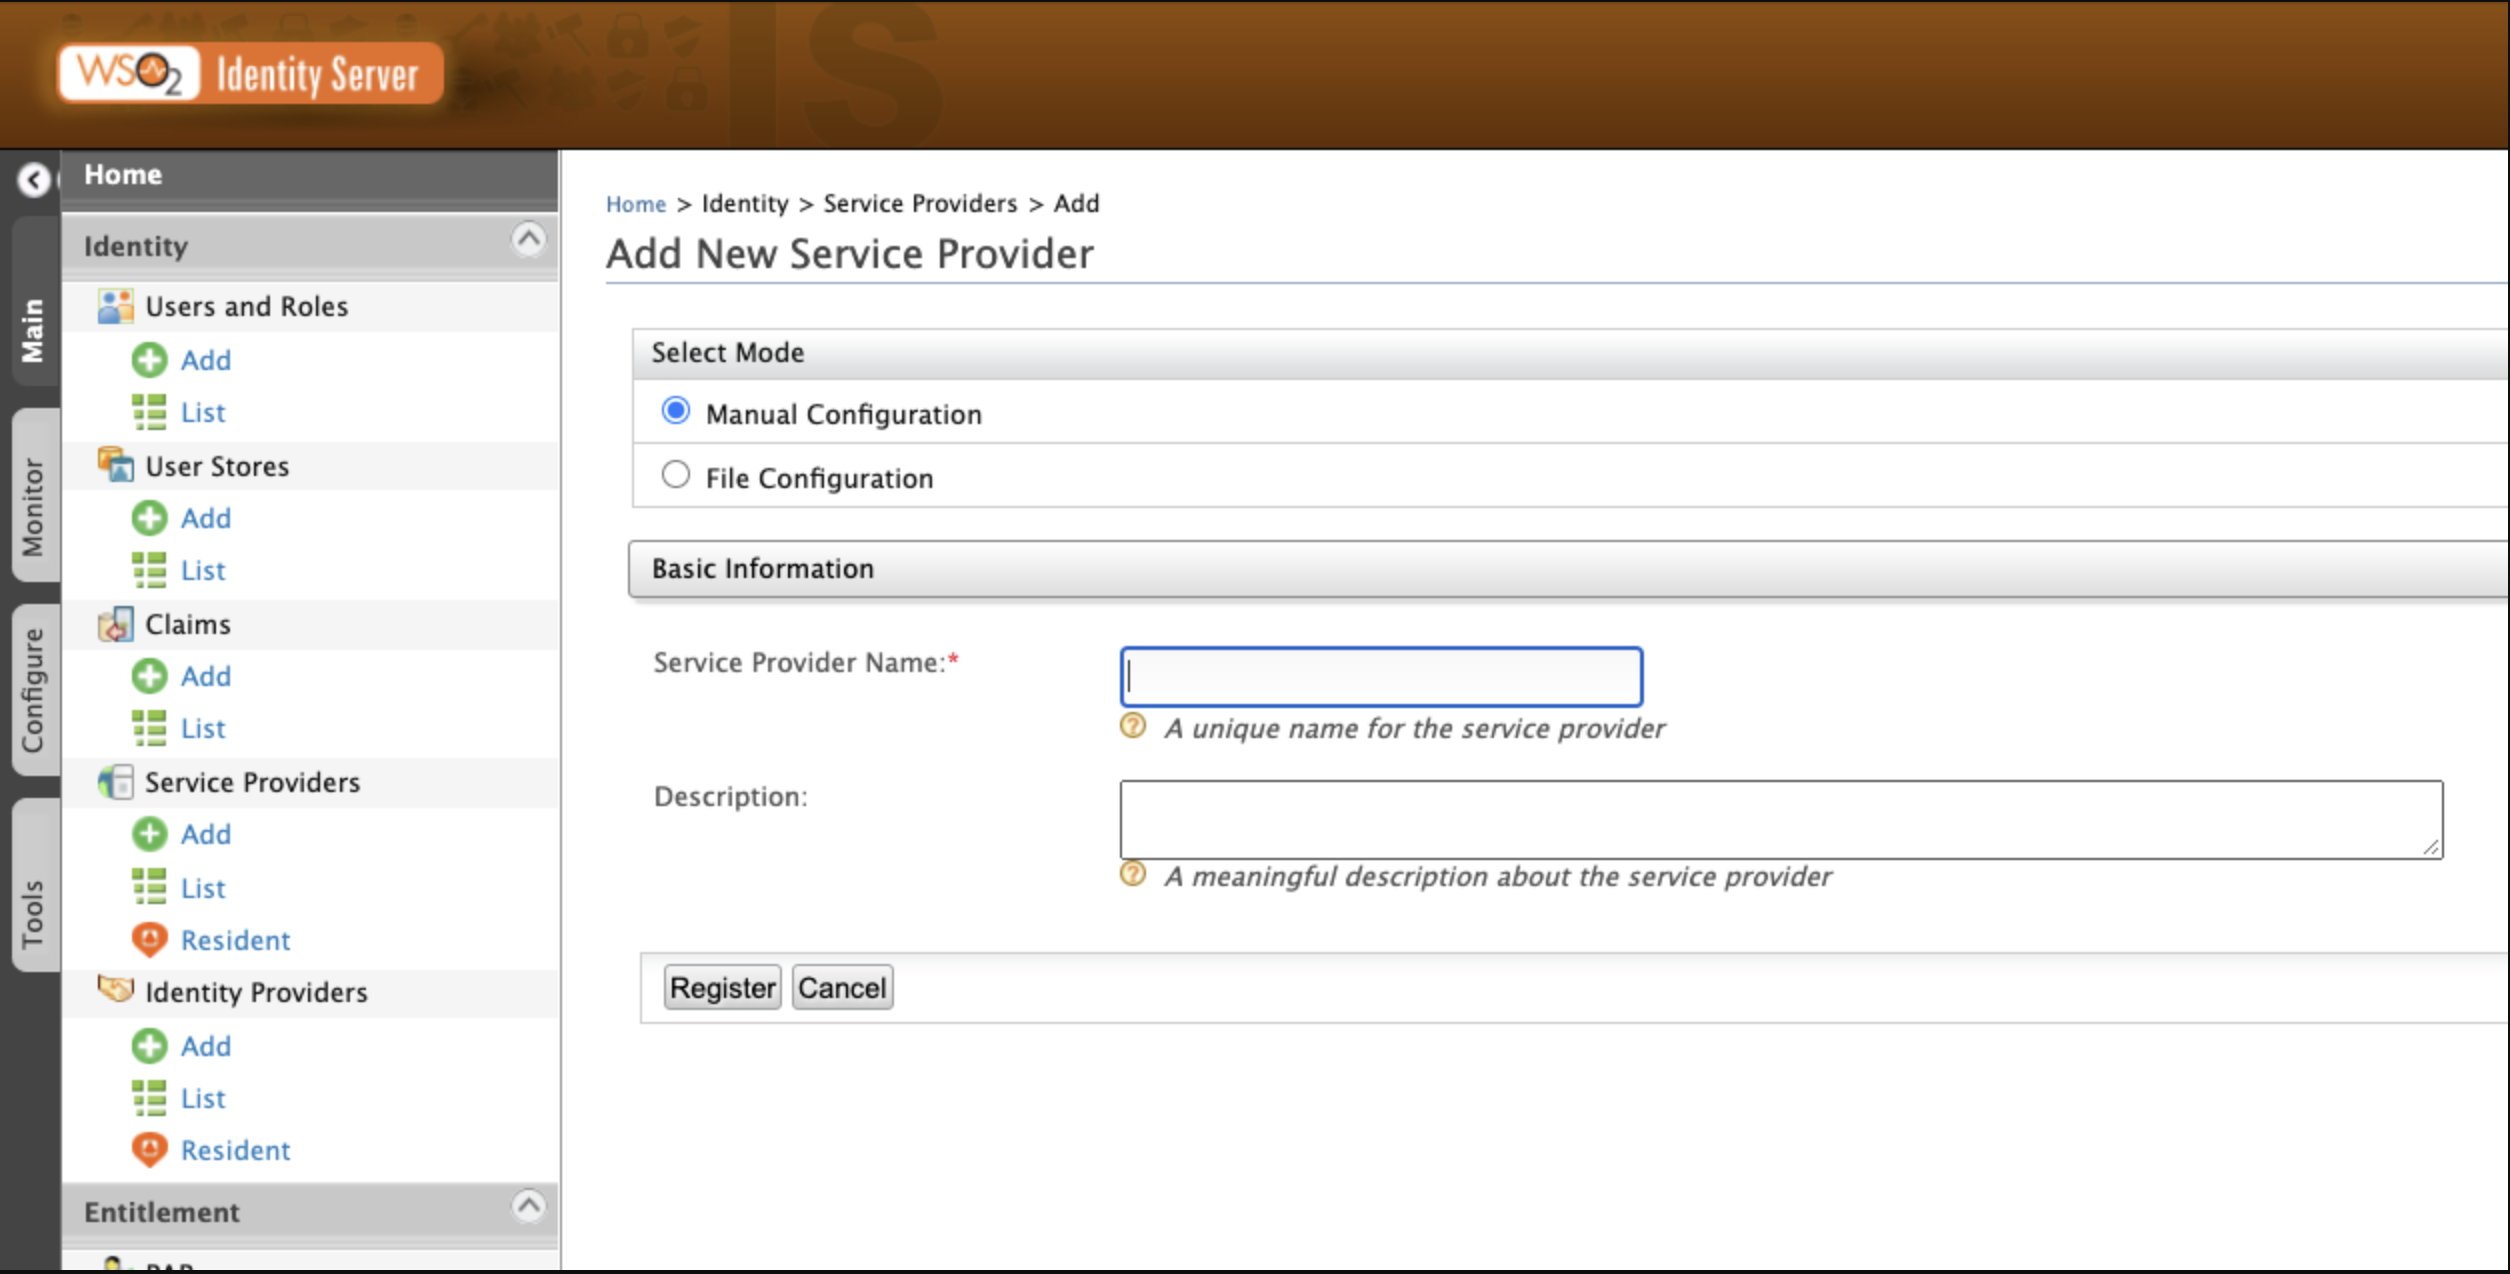 WSO2 Identity Server
IS
Home
Identity
Users and Roles
Add
List
User Stores
Add
List
Claims
Add
List
Service Providers
Add
List
Resident
Identity Providers
Add
List
Resident
Entitlement
Main
Monitor
Configure
Tools
Home > Identity > Service Providers > Add
Add New Service Provider
Select Mode
Manual Configuration
File Configuration
Basic Information
Service Provider Name:*
? A unique name for the service provider
Description:
? A meaningful description about the service provider
Register Cancel